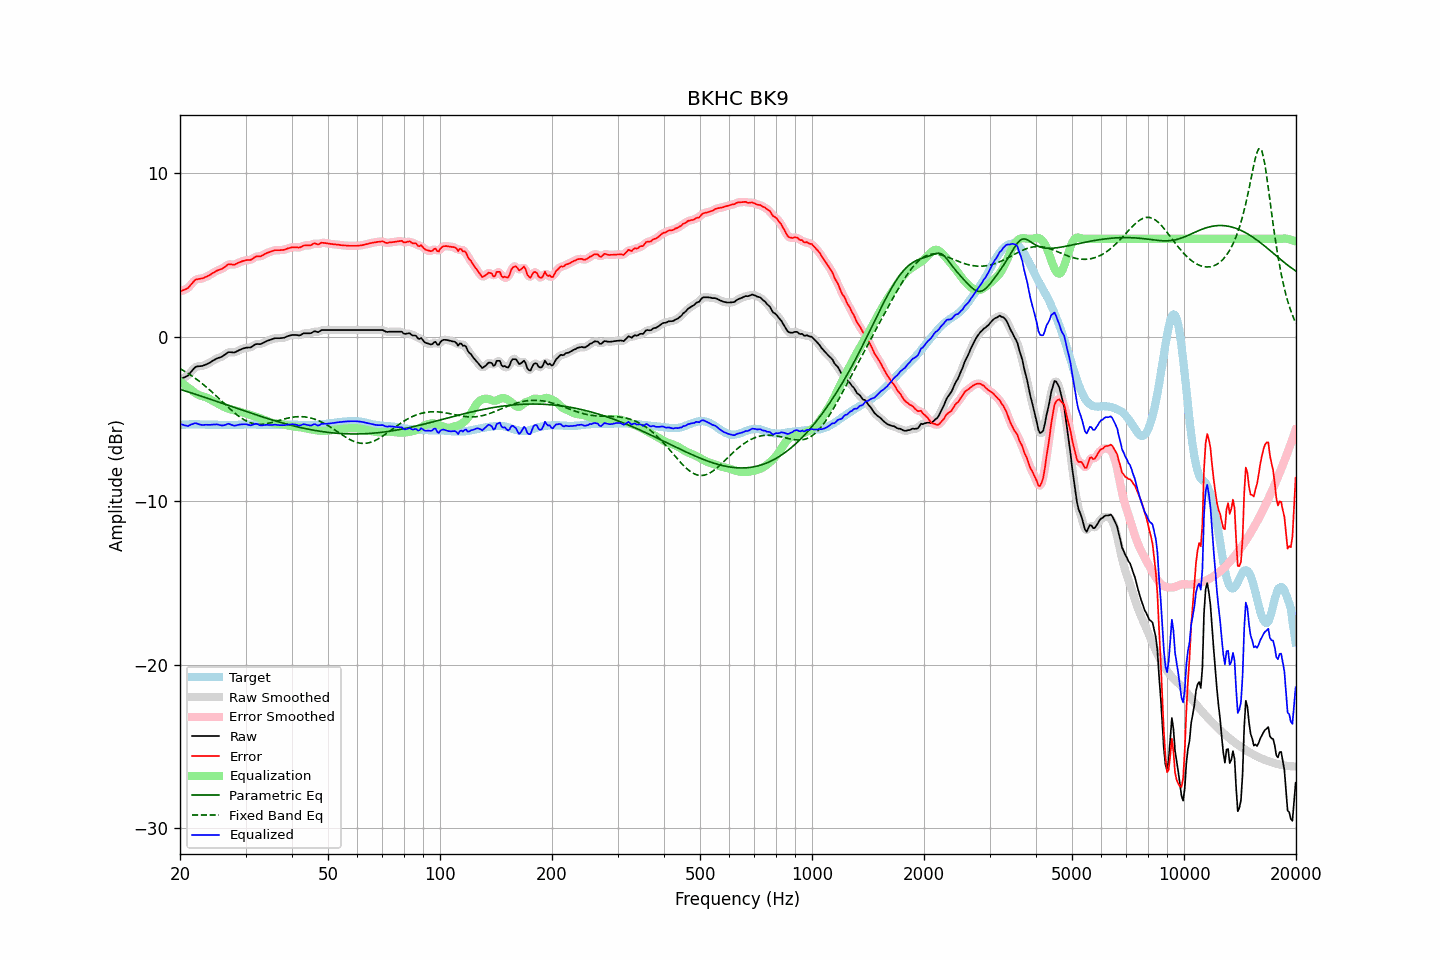 BKHC BK9
Amplitude (dBr)
10
0
−10
−20
−30
Target
Raw Smoothed
Error Smoothed
Raw
Error
Equalization
Parametric Eq
Fixed Band Eq
Equalized
20
50
100
200
500
1000
2000
5000
10000
20000
Frequency (Hz)